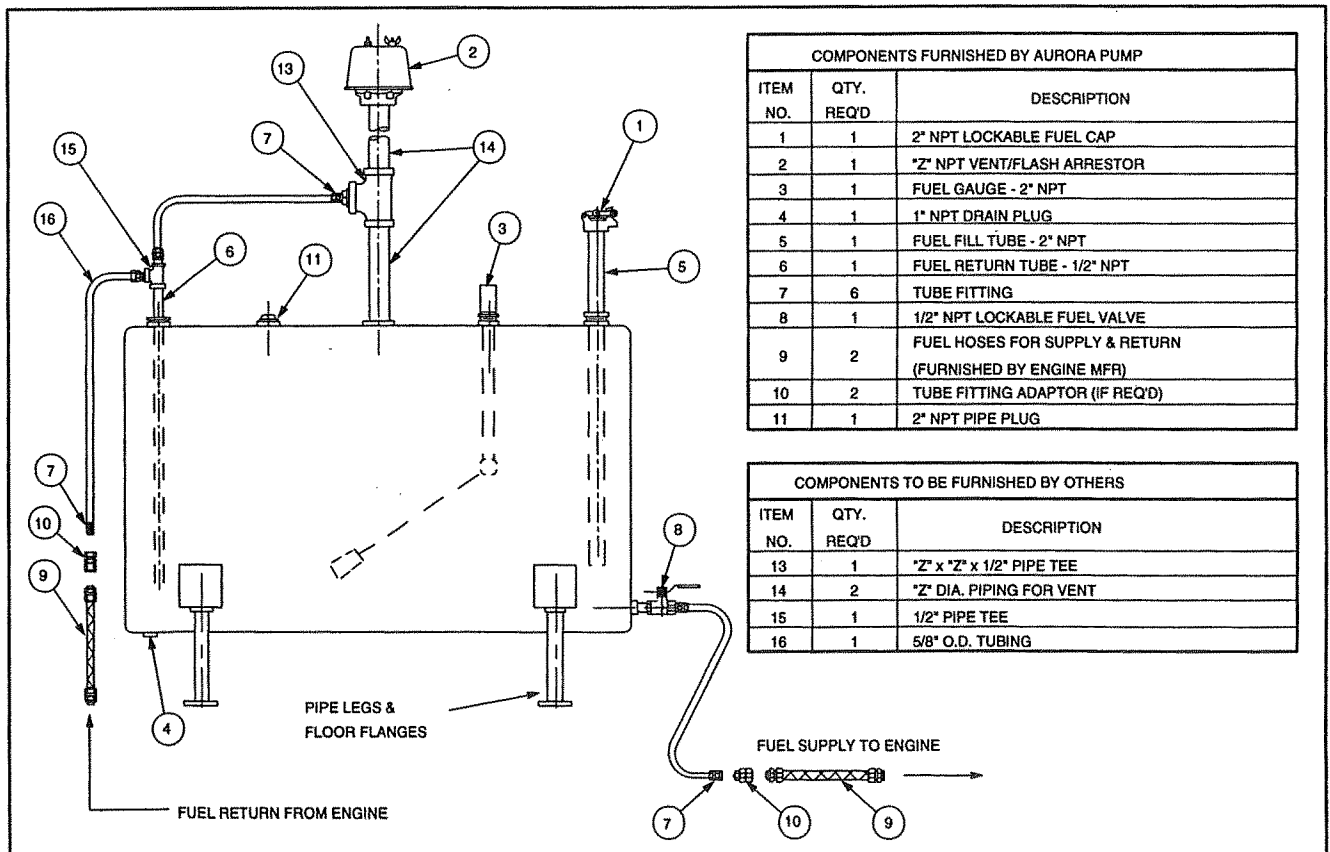 COMPONENTS FURNISHED BY AURORA PUMP
ITEM NO. QTY. REQ'D DESCRIPTION
1 1 2" NPT LOCKABLE FUEL CAP
2 1 "Z" NPT VENT/FLASH ARRESTOR
3 1 FUEL GAUGE - 2" NPT
4 1 1" NPT DRAIN PLUG
5 1 FUEL FILL TUBE - 2" NPT
6 1 FUEL RETURN TUBE - 1/2" NPT
7 6 TUBE FITTING
8 1 1/2" NPT LOCKABLE FUEL VALVE
9 2 FUEL HOSES FOR SUPPLY & RETURN
(FURNISHED BY ENGINE MFR)
10 2 TUBE FITTING ADAPTOR (IF REQ'D)
11 1 2" NPT PIPE PLUG
COMPONENTS TO BE FURNISHED BY OTHERS
ITEM NO. QTY. REQ'D DESCRIPTION
13 1 "Z" x "Z" x 1/2" PIPE TEE
14 2 "Z" DIA. PIPING FOR VENT
15 1 1/2" PIPE TEE
16 1 5/8" O.D. TUBING
2
13
1
7
14
15
16
6
11
3
5
7
10
9
8
4
PIPE LEGS &
FLOOR FLANGES
FUEL SUPPLY TO ENGINE
FUEL RETURN FROM ENGINE
7
10
9